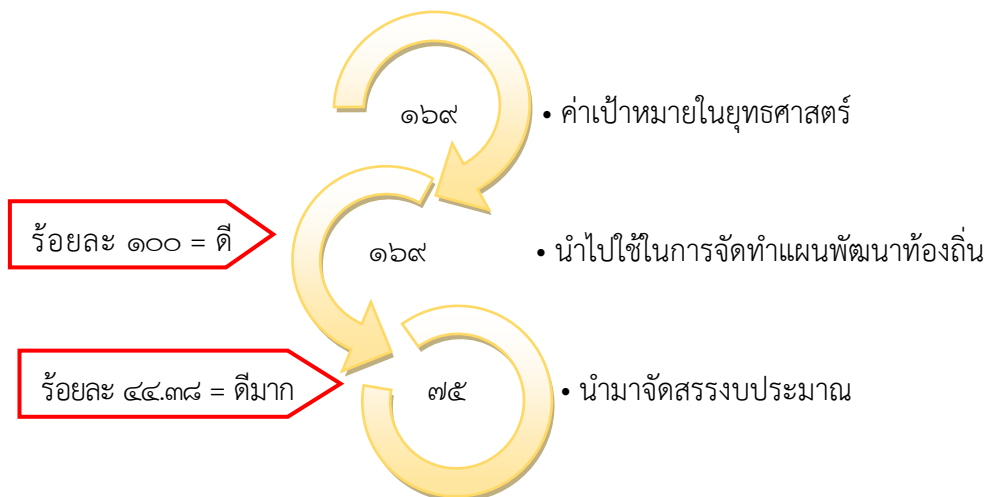 ๑๖๙
• ค่าเป้าหมายในยุทธศาสตร์
ร้อยละ ๑๐๐ = ดี
๑๖๙
• นำไปใช้ในการจัดทำแผนพัฒนาท้องถิ่น
ร้อยละ ๔๔.๓๘ = ดีมาก
๗๕
• นำมาจัดสรรงบประมาณ